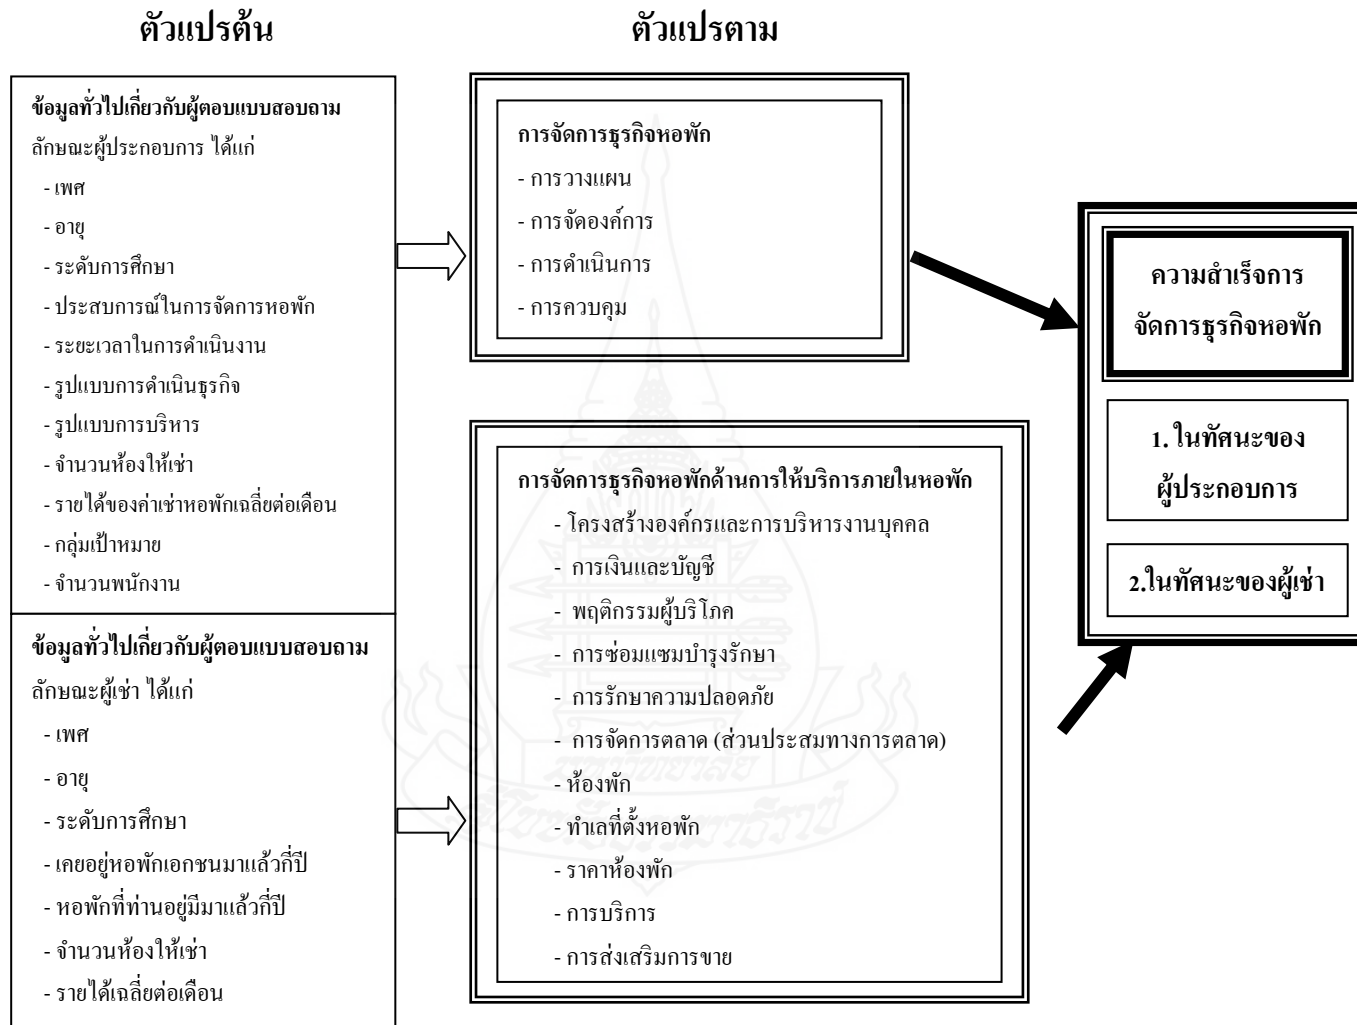 ตัวแปรต้น
ตัวแปรตาม
ข้อมูลทั่วไปเกี่ยวกับผู้ตอบแบบสอบถาม
ลักษณะผู้ประกอบการ ได้แก่
- เพศ
- อายุ
- ระดับการศึกษา
- ประสบการณ์ในการจัดการหอพัก
- ระยะเวลาในการดำเนินงาน
- รูปแบบการดำเนินธุรกิจ
- รูปแบบการบริหาร
- จำนวนห้องให้เช่า
- รายได้ของค่าเช่าหอพักเฉลี่ยต่อเดือน
- กลุ่มเป้าหมาย
- จำนวนพนักงาน
ข้อมูลทั่วไปเกี่ยวกับผู้ตอบแบบสอบถาม
ลักษณะผู้เช่า ได้แก่
- เพศ
- อายุ
- ระดับการศึกษา
- เคยอยู่หอพักเอกชนมาแล้วกี่ปี
- หอพักที่ท่านอยู่มีมาแล้วกี่ปี
- จำนวนห้องให้เช่า
- รายได้เฉลี่ยต่อเดือน
การจัดการธุรกิจหอพัก
- การวางแผน
- การจัดองค์การ
- การดำเนินการ
- การควบคุม
การจัดการธุรกิจหอพักด้านการให้บริการภายในหอพัก
- โครงสร้างองค์กรและการบริหารงานบุคคล
- การเงินและบัญชี
- พฤติกรรมผู้บริโภค
- การซ่อมแซมบำรุงรักษา
- การรักษาความปลอดภัย
- การจัดการตลาด (ส่วนประสมทางการตลาด)
- ห้องพัก
- ทำเลที่ตั้งหอพัก
- ราคาห้องพัก
- การบริการ
- การส่งเสริมการขาย
ความสำเร็จการ
จัดการธุรกิจหอพัก
1. ในทัศนะของ
ผู้ประกอบการ
2.ในทัศนะของผู้เช่า
มหาวิทยาลัย
สุโขทัยธรรมาธิราช